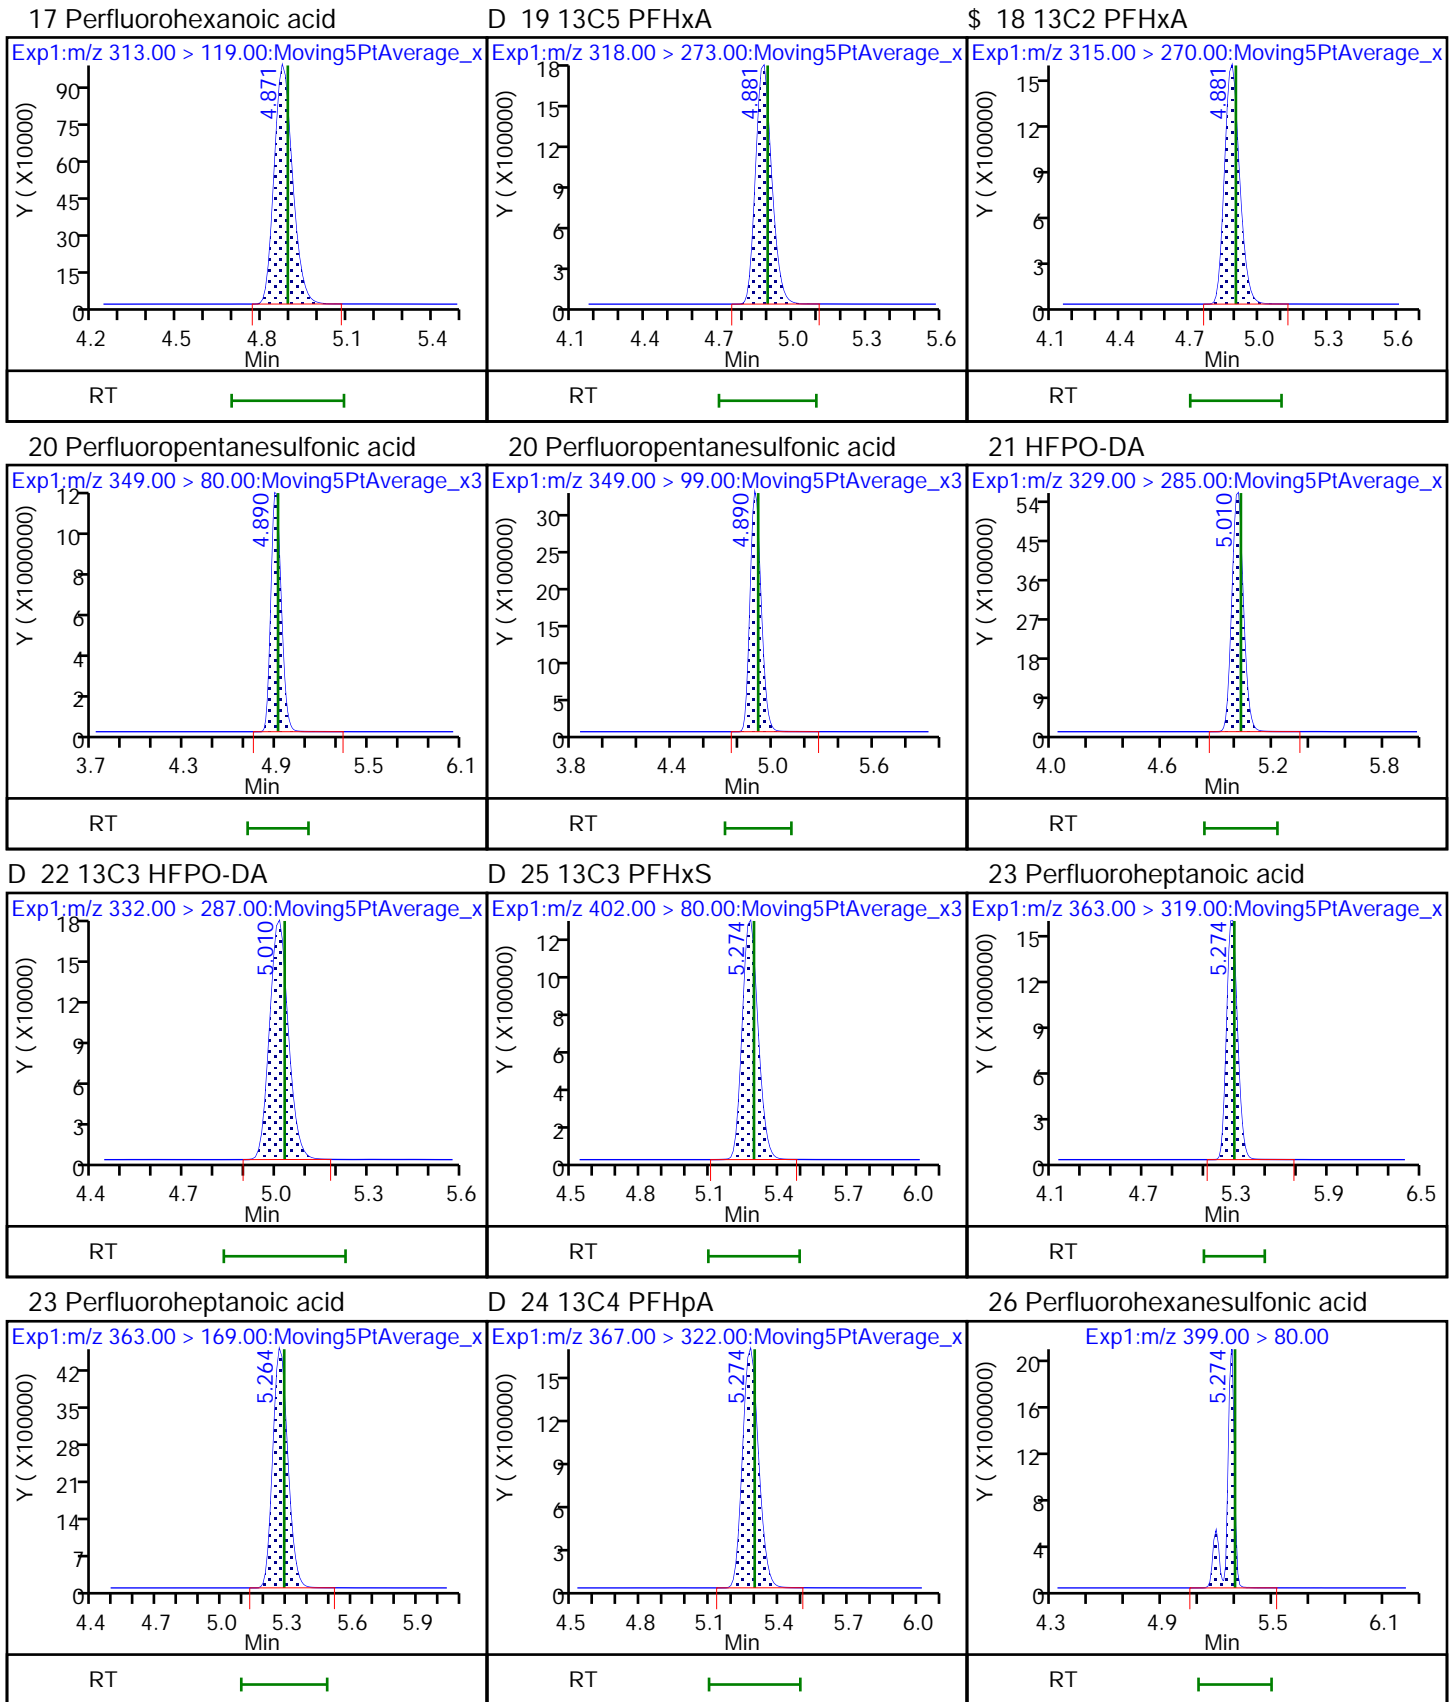 17 Perfluorohexanoic acid
Exp1:m/z 313.00 > 119.00:Moving5PtAverage_x
Y ( X100000)
90
75
60
45
30
15
0
4.871
4.2 4.5 4.8 5.1 5.4
Min
RT
D 19 13C5 PFHxA
Exp1:m/z 318.00 > 273.00:Moving5PtAverage_x
Y ( X1000000)
18
15
12
9
6
3
0
4.881
4.1 4.4 4.7 5.0 5.3 5.6
Min
RT
$ 18 13C2 PFHxA
Exp1:m/z 315.00 > 270.00:Moving5PtAverage_x
Y ( X1000000)
15
12
9
6
3
0
4.881
4.1 4.4 4.7 5.0 5.3 5.6
Min
RT
20 Perfluoropentanesulfonic acid
Exp1:m/z 349.00 > 80.00:Moving5PtAverage_x3
Y ( X1000000)
12
10
8
6
4
2
0
4.890
3.7 4.3 4.9 5.5 6.1
Min
RT
20 Perfluoropentanesulfonic acid
Exp1:m/z 349.00 > 99.00:Moving5PtAverage_x3
Y ( X100000)
30
25
20
15
10
5
0
4.890
3.8 4.4 5.0 5.6
Min
RT
21 HFPO-DA
Exp1:m/z 329.00 > 285.00:Moving5PtAverage_x
Y ( X100000)
54
45
36
27
18
9
0
5.010
4.0 4.6 5.2 5.8
Min
RT
D 22 13C3 HFPO-DA
Exp1:m/z 332.00 > 287.00:Moving5PtAverage_x
Y ( X100000)
18
15
12
9
6
3
0
5.010
4.4 4.7 5.0 5.3 5.6
Min
RT
D 25 13C3 PFHxS
Exp1:m/z 402.00 > 80.00:Moving5PtAverage_x3
Y ( X1000000)
12
10
8
6
4
2
0
5.274
4.5 4.8 5.1 5.4 5.7 6.0
Min
RT
23 Perfluoroheptanoic acid
Exp1:m/z 363.00 > 319.00:Moving5PtAverage_x
Y ( X1000000)
15
12
9
6
3
0
5.274
4.1 4.7 5.3 5.9 6.5
Min
RT
23 Perfluoroheptanoic acid
Exp1:m/z 363.00 > 169.00:Moving5PtAverage_x
Y ( X100000)
42
35
28
21
14
7
0
5.264
4.4 4.7 5.0 5.3 5.6 5.9
Min
RT
D 24 13C4 PFHpA
Exp1:m/z 367.00 > 322.00:Moving5PtAverage_x
Y ( X1000000)
15
12
9
6
3
0
5.274
4.5 4.8 5.1 5.4 5.7 6.0
Min
RT
26 Perfluorohexanesulfonic acid
Exp1:m/z 399.00 > 80.00
Y ( X1000000)
20
16
12
8
4
0
5.274
4.3 4.9 5.5 6.1
Min
RT